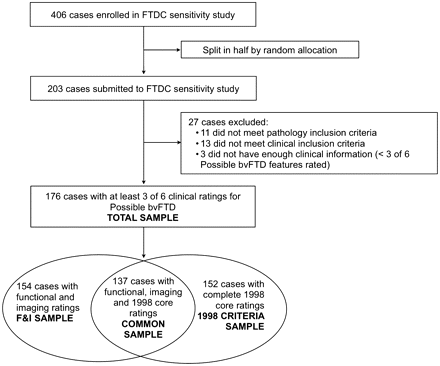 406 cases enrolled in FTDC sensitivity study
Split in half by random allocation
203 cases submitted to FTDC sensitivity study
27 cases excluded:
• 11 did not meet pathology inclusion criteria
• 13 did not meet clinical inclusion criteria
• 3 did not have enough clinical information (< 3 of 6
Possible bvFTD features rated)
176 cases with at least 3 of 6 clinical ratings for
Possible bvFTD
TOTAL SAMPLE
154 cases with
functional and
imaging ratings
F&I SAMPLE
137 cases with
functional, imaging
and 1998 core
ratings
COMMON
SAMPLE
152 cases with
complete 1998
core ratings
1998 CRITERIA
SAMPLE